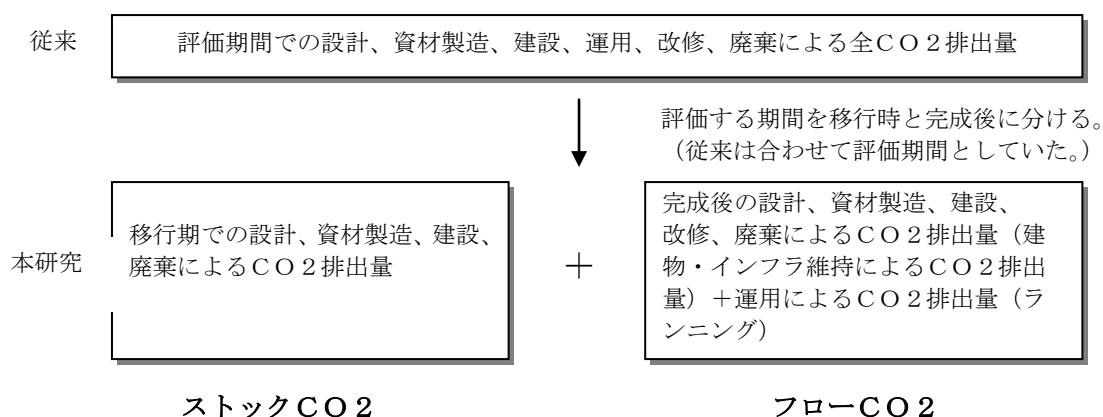 従来
評価期間での設計、資材製造、建設、運用、改修、廃棄による全CO2排出量
評価する期間を移行時と完成後に分ける。
(従来は合わせて評価期間としていた。)
本研究
移行期での設計、資材製造、建設、
廃棄によるCO2排出量
+
完成後の設計、資材製造、建設、
改修、廃棄によるCO2排出量(建
物・インフラ維持によるCO2排出
量)+運用によるCO2排出量(ラ
ンニング)
ストックCO2
フローCO2